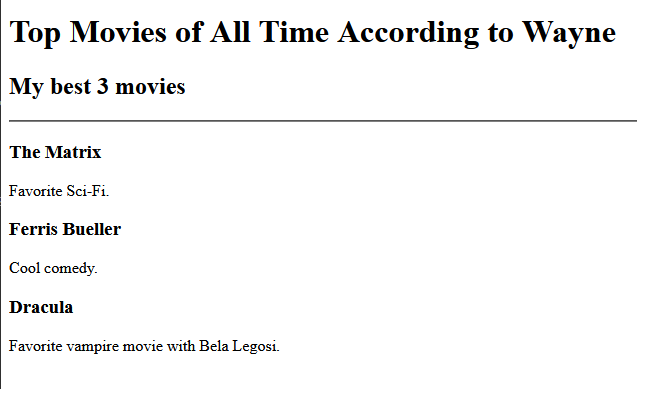 Top Movies of All Time According to Wayne
My best 3 movies
The Matrix
Favorite Sci-Fi.
Ferris Bueller
Cool comedy.
Dracula
Favorite vampire movie with Bela Legosi.